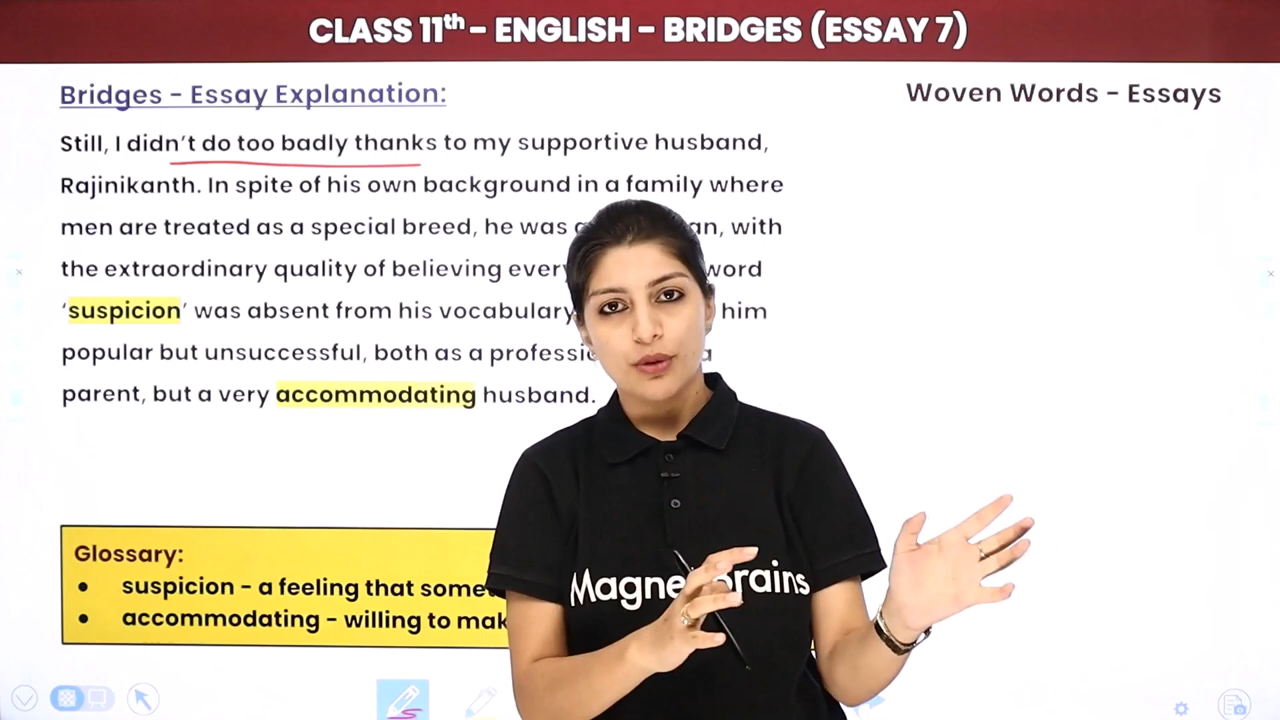 CLASS 11th - ENGLISH - BRIDGES (ESSAY 7)
Bridges - Essay Explanation:
Woven Words - Essays
Still, I didn't do too badly thanks to my supportive husband,
Rajinikanth. In spite of his own background in a family where
men are treated as a special breed, he was with
the extraordinary quality of believing word
'suspicion' was absent from his vocabulary him
popular but unsuccessful, both as a
parent, but a very accommodating husband.
Glossary:
• suspicion - a feeling that
• accommodating - willing to